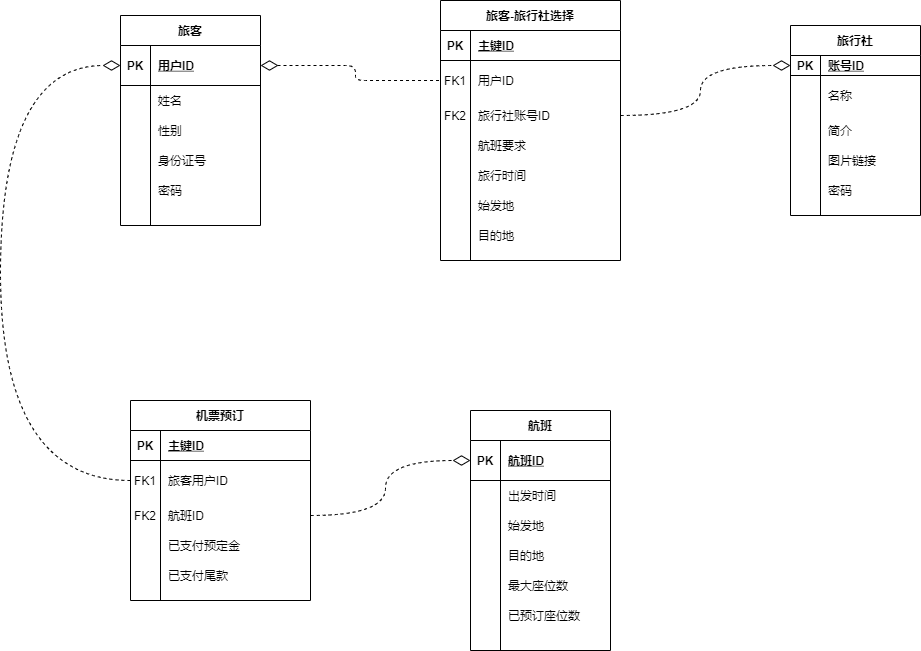 旅客
PK 用户ID
姓名
性别
身份证号
密码
旅客-旅行社选择
PK 主键ID
FK1 用户ID
FK2 旅行社账号ID
航班要求
旅行时间
始发地
目的地
旅行社
PK 账号ID
名称
简介
图片链接
密码
机票预订
PK 主键ID
FK1 旅客用户ID
FK2 航班ID
已支付预定金
已支付尾款
航班
PK 航班ID
出发时间
始发地
目的地
最大座位数
已预订座位数